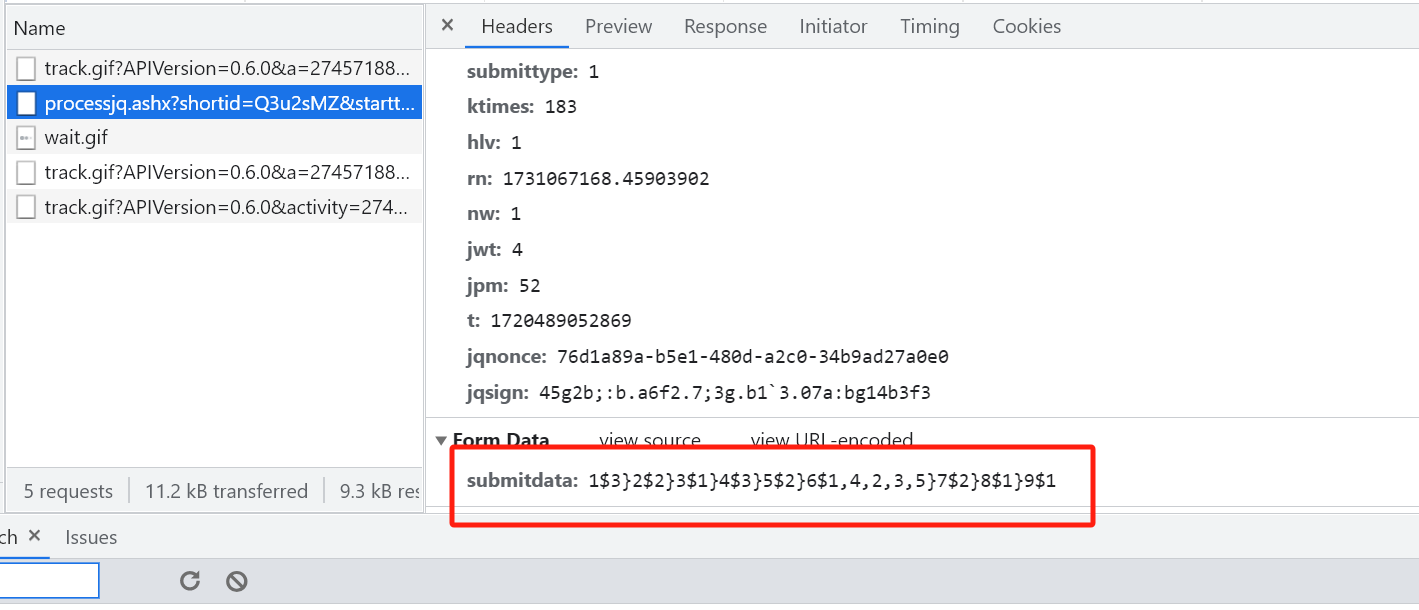 Name
track.gif?APIVersion=0.6.0&a=27457188...
processjq.ashx?shortid=Q3u2sMZ&startt...
wait.gif
track.gif?APIVersion=0.6.0&a=27457188...
track.gif?APIVersion=0.6.0&activity=274...
5 requests 11.2 kB transferred 9.3 kB res
× Headers Preview Response Initiator Timing Cookies
submittype: 1
ktimes: 183
hlv: 1
rn: 1731067168.45903902
nw: 1
jwt: 4
jpm: 52
t: 1720489052869
jqnonce: 76d1a89a-b5e1-480d-a2c0-34b9ad27a0e0
jqsign: 45g2b;:b.a6f2.7;3g.b1`3.07a:bg14b3f3
Form Data view source view URL-encoded
submitdata: 1$3}2$2}3$1}4$3}5$2}6$1,4,2,3,5}7$2}8$1}9$1
ch × Issues